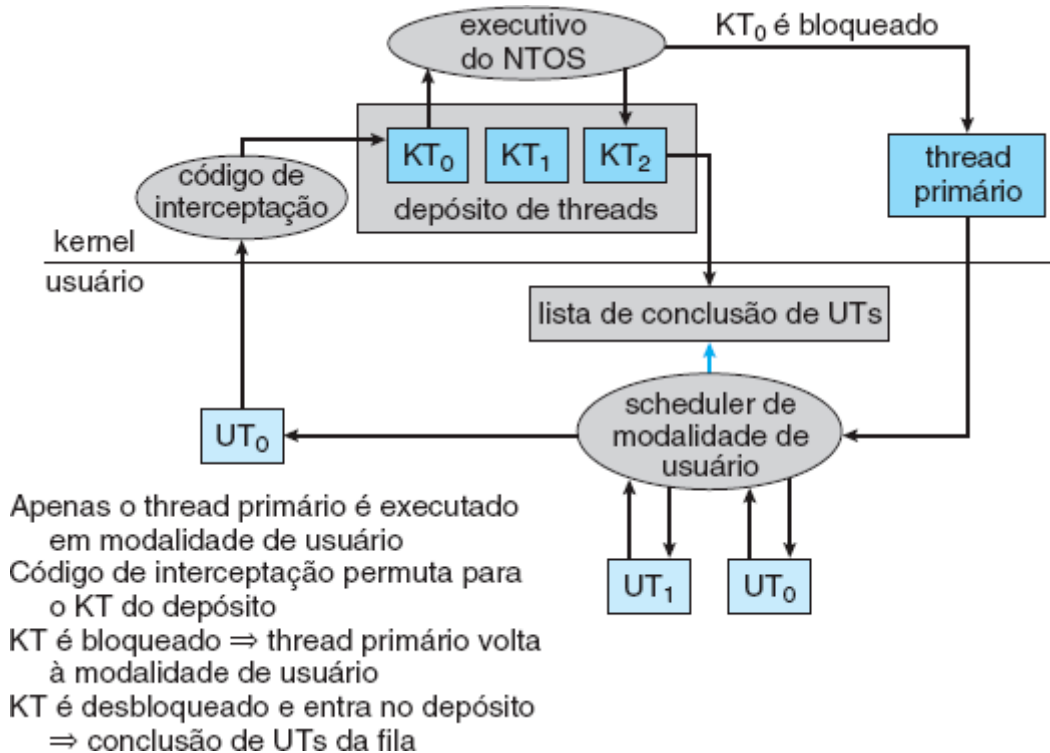 executivo
do NTOS
KT₀ é bloqueado
KT₀
KT₁
KT₂
depósito de threads
código de
interceptação
thread
primário
kernel
usuário
lista de conclusão de UTs
scheduler de
modalidade de
usuário
UT₀
UT₁
UT₀
Apenas o thread primário é executado
em modalidade de usuário
Código de interceptação permuta para
o KT do depósito
KT é bloqueado ⇒ thread primário volta
à modalidade de usuário
KT é desbloqueado e entra no depósito
⇒ conclusão de UTs da fila